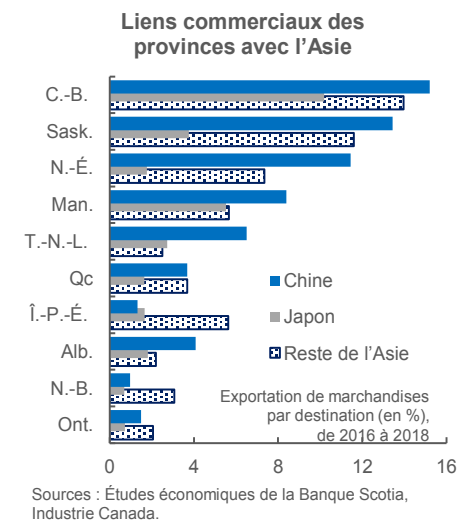 Liens commerciaux des
provinces avec l'Asie
C.-B.
Sask.
N.-É.
Man.
T.-N.-L.
Qc
Î.-P.-É.
Alb.
N.-B.
Ont.
Chine
Japon
Reste de l'Asie
Exportation de marchandises
par destination (en %),
de 2016 à 2018
0 4 8 12 16
Sources : Études économiques de la Banque Scotia,
Industrie Canada.